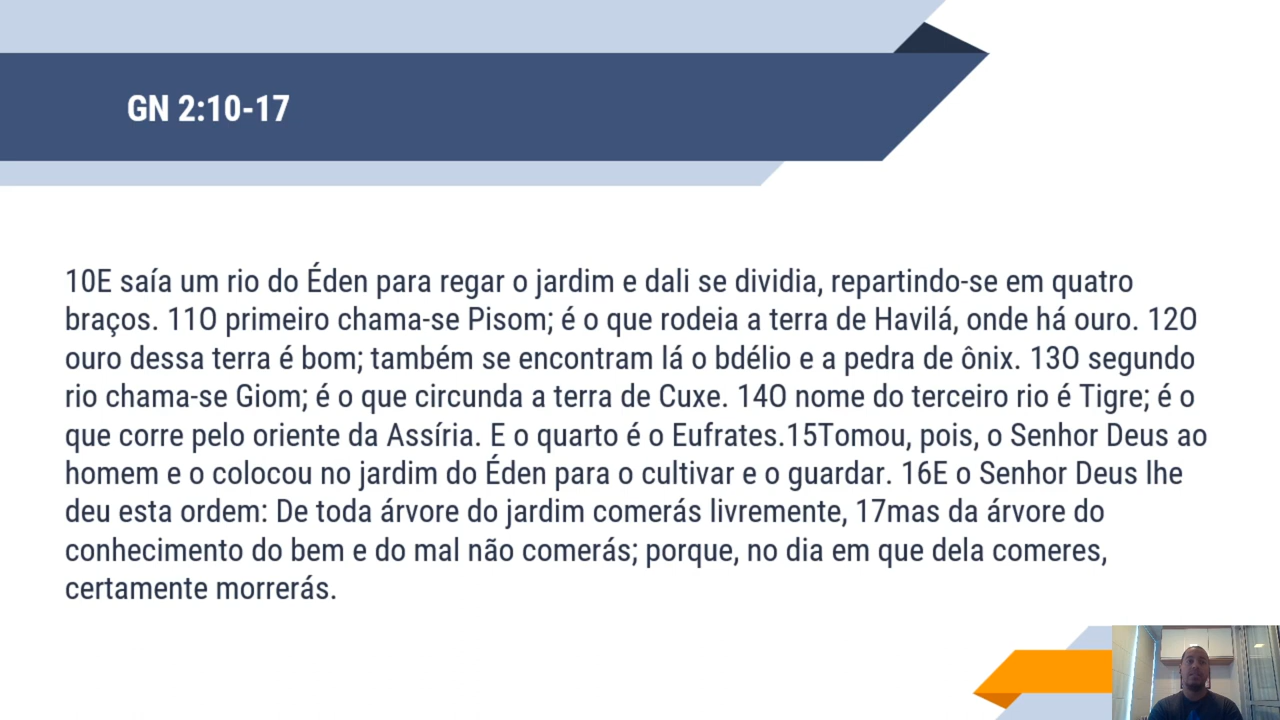 GN 2:10-17
10E saía um rio do Éden para regar o jardim e dali se dividia, repartindo-se em quatro
braços. 11O primeiro chama-se Pisom; é o que rodeia a terra de Havilá, onde há ouro. 12O
ouro dessa terra é bom; também se encontram lá o bdélio e a pedra de ônix. 13O segundo
rio chama-se Giom; é o que circunda a terra de Cuxe. 14O nome do terceiro rio é Tigre; é o
que corre pelo oriente da Assíria. E o quarto é o Eufrates.15Tomou, pois, o Senhor Deus ao
homem e o colocou no jardim do Éden para o cultivar e o guardar. 16E o Senhor Deus lhe
deu esta ordem: De toda árvore do jardim comerás livremente, 17mas da árvore do
conhecimento do bem e do mal não comerás; porque, no dia em que dela comeres,
certamente morrerás.